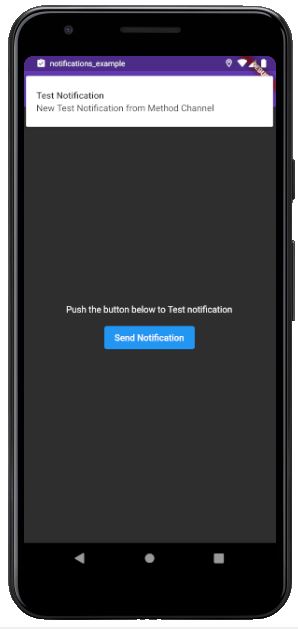 notifications_example
Test Notification
New Test Notification from Method Channel
Push the button below to Test notification
Send Notification